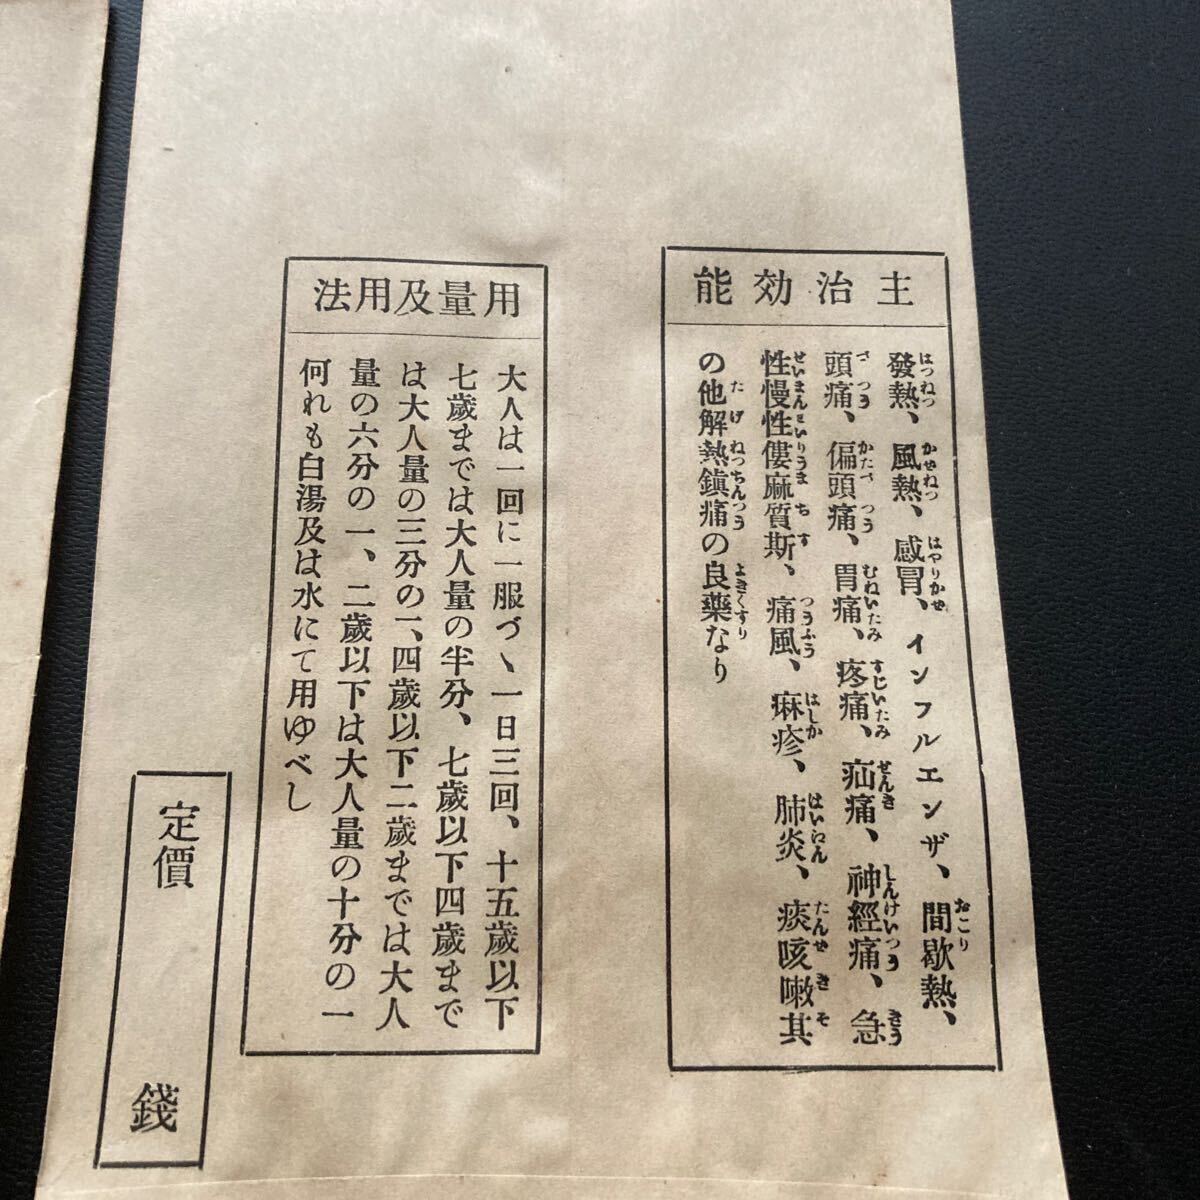 主治効能
發熱、風熱、感冒、インフルエンザ、間歇熱、
頭痛、偏頭痛、胃痛、疼痛、疝痛、神經痛、急
性慢性僂麻質斯、痛風、麻疹、肺炎、痰咳嗽其
の他解熱鎭痛の良藥なり
用量及用法
大人は一回に一服づゝ一日三回、十五歲以下
七歲までは大人量の半分、七歲以下四歲まで
は大人量の三分の一、四歲以下二歲までは大人
量の六分の一、二歲以下は大人量の十分の一
何れも白湯及は水にて用ゆべし
定價 錢